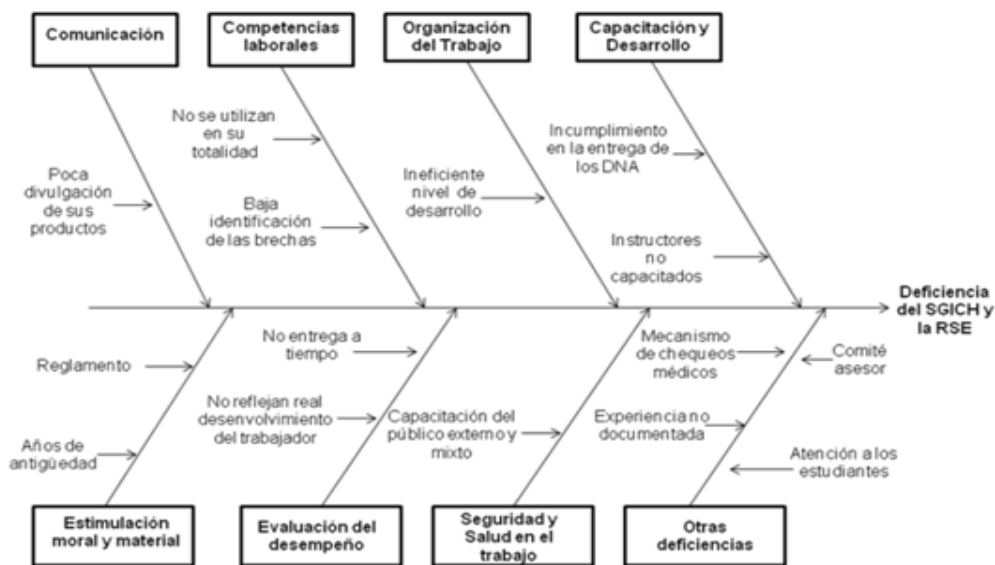 Comunicación
Competencias
laborales
Organización
del Trabajo
Capacitación y
Desarrollo
No se utilizan
en su
totalidad
Incumplimiento
en la entrega de
los DNA
Poca
divulgación
de sus
productos
Ineficiente
nivel de
desarrollo
Baja
identificación
de las brechas
Instructores
no
capacitados
Deficiencia
del SGICH y
la RSE
No entrega a
tiempo
Mecanismo
de chequeos
médicos
Comité
asesor
Reglamento
No reflejan real
desenvolvimiento
del trabajador
Capacitación del
público externo y
mixto
Experiencia no
documentada
Años de
antigüedad
Atención a los
estudiantes
Estimulación
moral y material
Evaluación del
desempeño
Seguridad y
Salud en el
trabajo
Otras
deficiencias